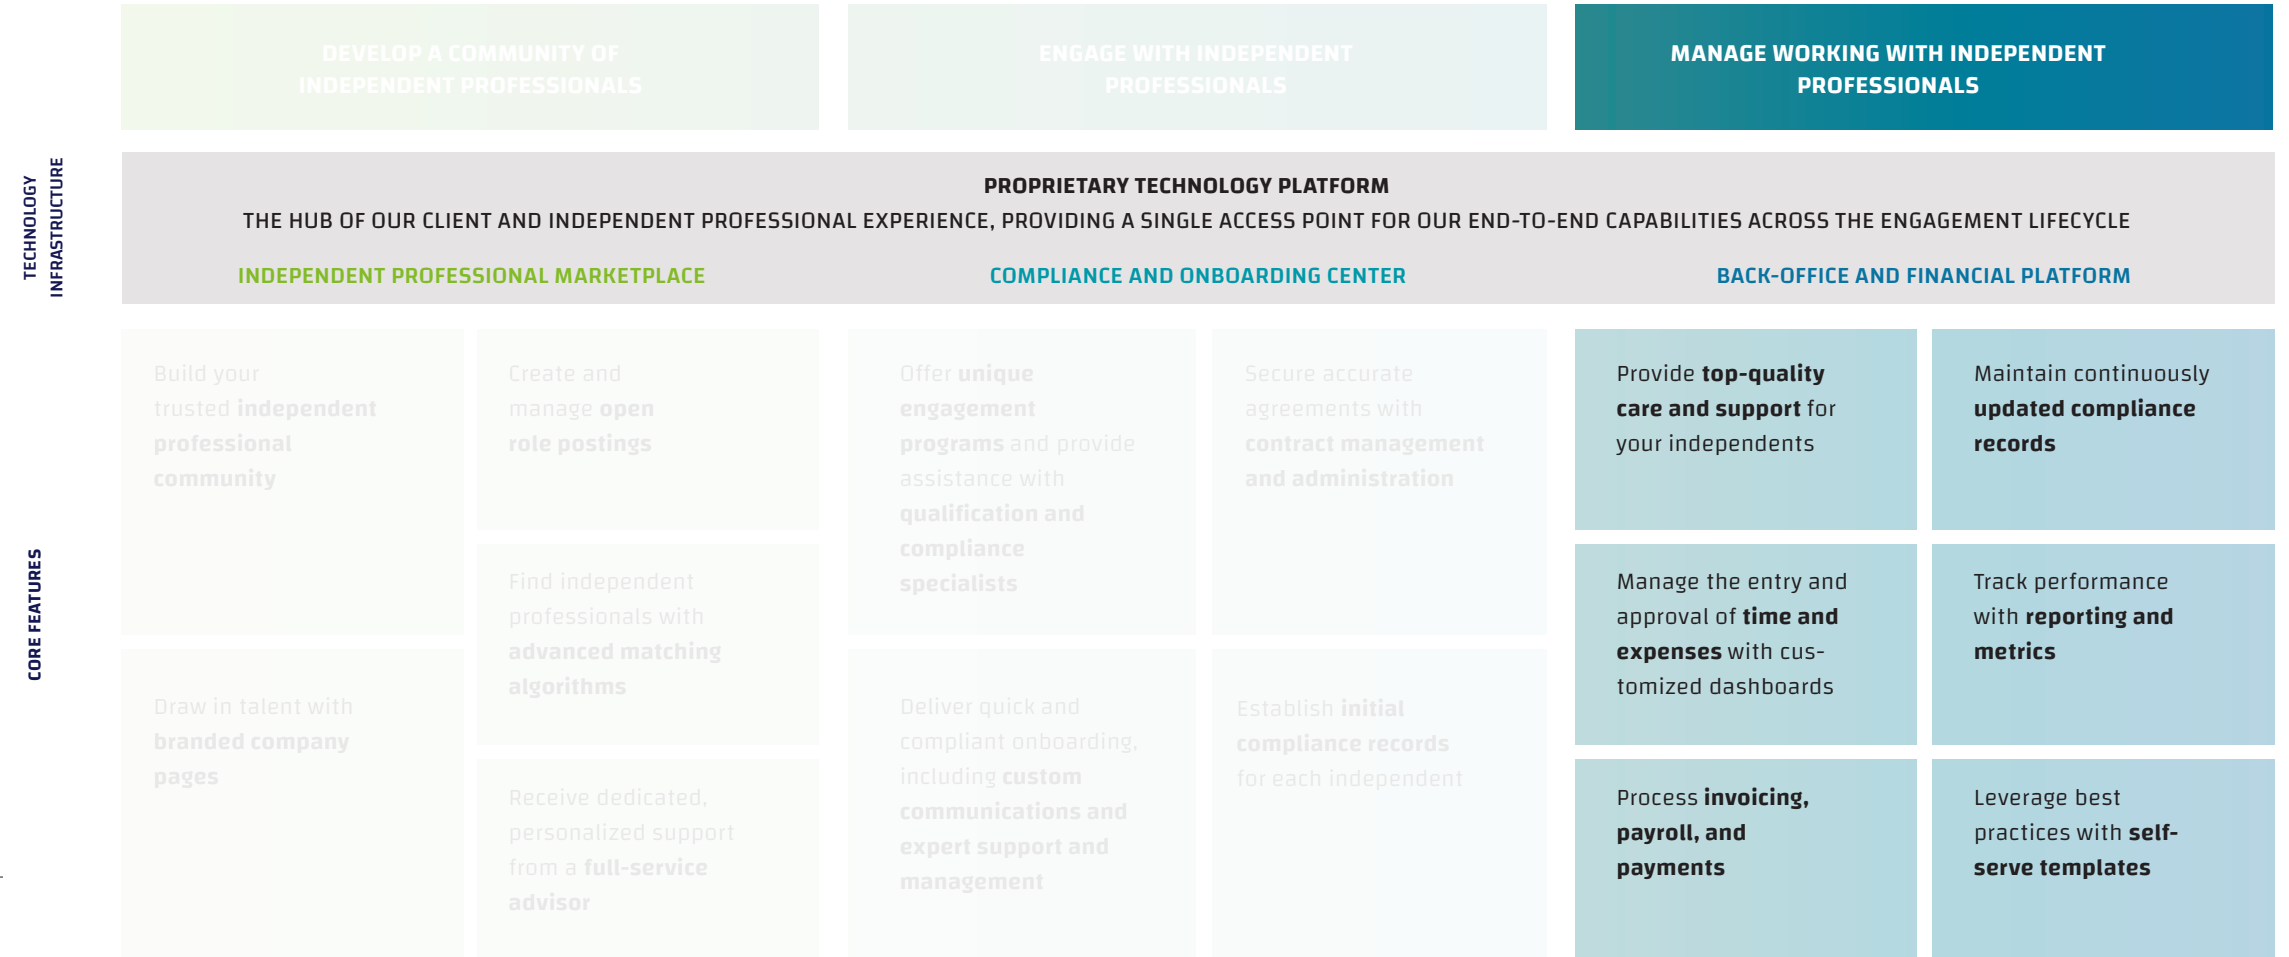 DEVELOP A COMMUNITY OF
INDEPENDENT PROFESSIONALS
ENGAGE WITH INDEPENDENT
PROFESSIONALS
MANAGE WORKING WITH INDEPENDENT
PROFESSIONALS
TECHNOLOGY
INFRASTRUCTURE
PROPRIETARY TECHNOLOGY PLATFORM
THE HUB OF OUR CLIENT AND INDEPENDENT PROFESSIONAL EXPERIENCE, PROVIDING A SINGLE ACCESS POINT FOR OUR END-TO-END CAPABILITIES ACROSS THE ENGAGEMENT LIFECYCLE
INDEPENDENT PROFESSIONAL MARKETPLACE
COMPLIANCE AND ONBOARDING CENTER
BACK-OFFICE AND FINANCIAL PLATFORM
CORE FEATURES
Build your
trusted independent
professional
community
Draw in talent with
branded company
pages
Create and
manage open
role postings
Find independent
professionals with
advanced matching
algorithms
Receive dedicated,
personalized support
from a full-service
advisor
Offer unique
engagement
programs and provide
assistance with
qualification and
compliance
specialists
Deliver quick and
compliant onboarding,
including custom
communications and
expert support and
management
Secure accurate
agreements with
contract management
and administration
Establish initial
compliance records
for each independent
Provide top-quality
care and support for
your independents
Maintain continuously
updated compliance
records
Manage the entry and
approval of time and
expenses with cus-
tomized dashboards
Track performance
with reporting and
metrics
Process invoicing,
payroll, and
payments
Leverage best
practices with self-
serve templates